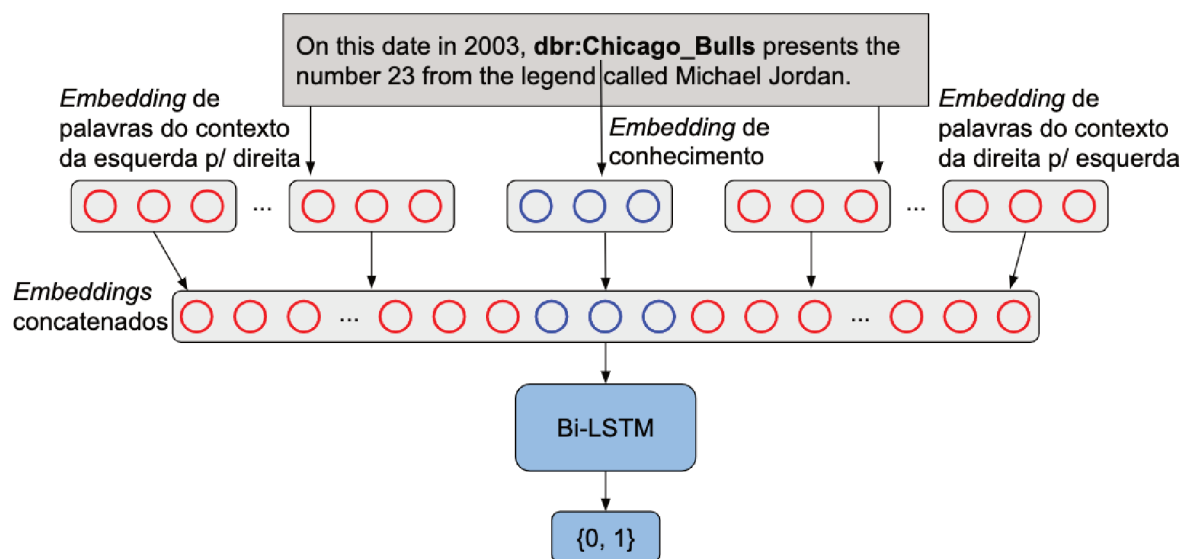 On this date in 2003, dbr:Chicago_Bulls presents the
number 23 from the legend called Michael Jordan.
Embedding de
palavras do contexto
da esquerda p/ direita
Embedding de
conhecimento
Embedding de
palavras do contexto
da direita p/ esquerda
...
...
Embeddings
concatenados
...
...
Bi-LSTM
{0, 1}